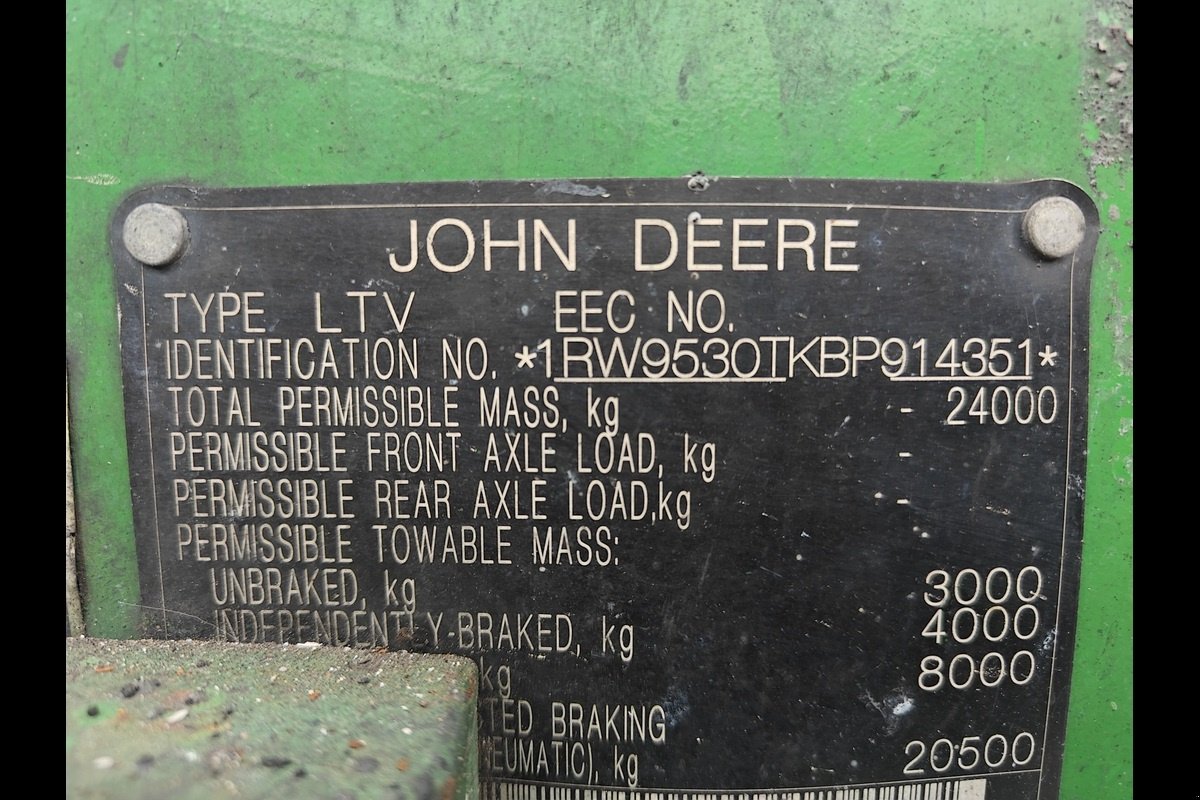 JOHN DEERE
TYPE LTV EEC NO.
IDENTIFICATION NO. *1RW9530TKBP914351*
TOTAL PERMISSIBLE MASS, kg - 24000
PERMISSIBLE FRONT AXLE LOAD, kg -
PERMISSIBLE REAR AXLE LOAD,kg -
PERMISSIBLE TOWABLE MASS:
UNBRAKED, kg 3000
INDEPENDENTLY-BRAKED, kg 4000
kg 8000
BRAKING
kg 20500